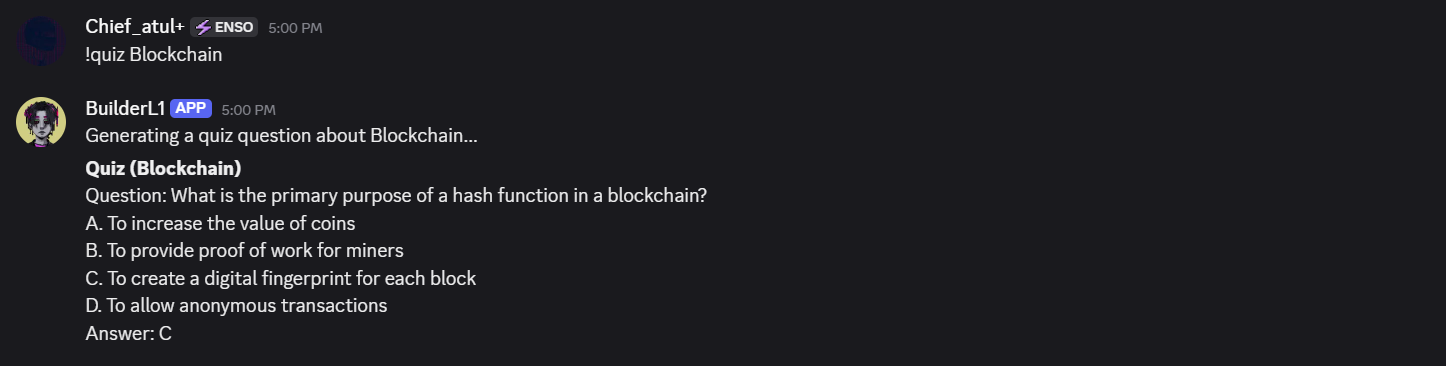 Chief_atul+ ENSO 5:00 PM
!quiz Blockchain
BuilderL1 APP 5:00 PM
Generating a quiz question about Blockchain...
Quiz (Blockchain)
Question: What is the primary purpose of a hash function in a blockchain?
A. To increase the value of coins
B. To provide proof of work for miners
C. To create a digital fingerprint for each block
D. To allow anonymous transactions
Answer: C